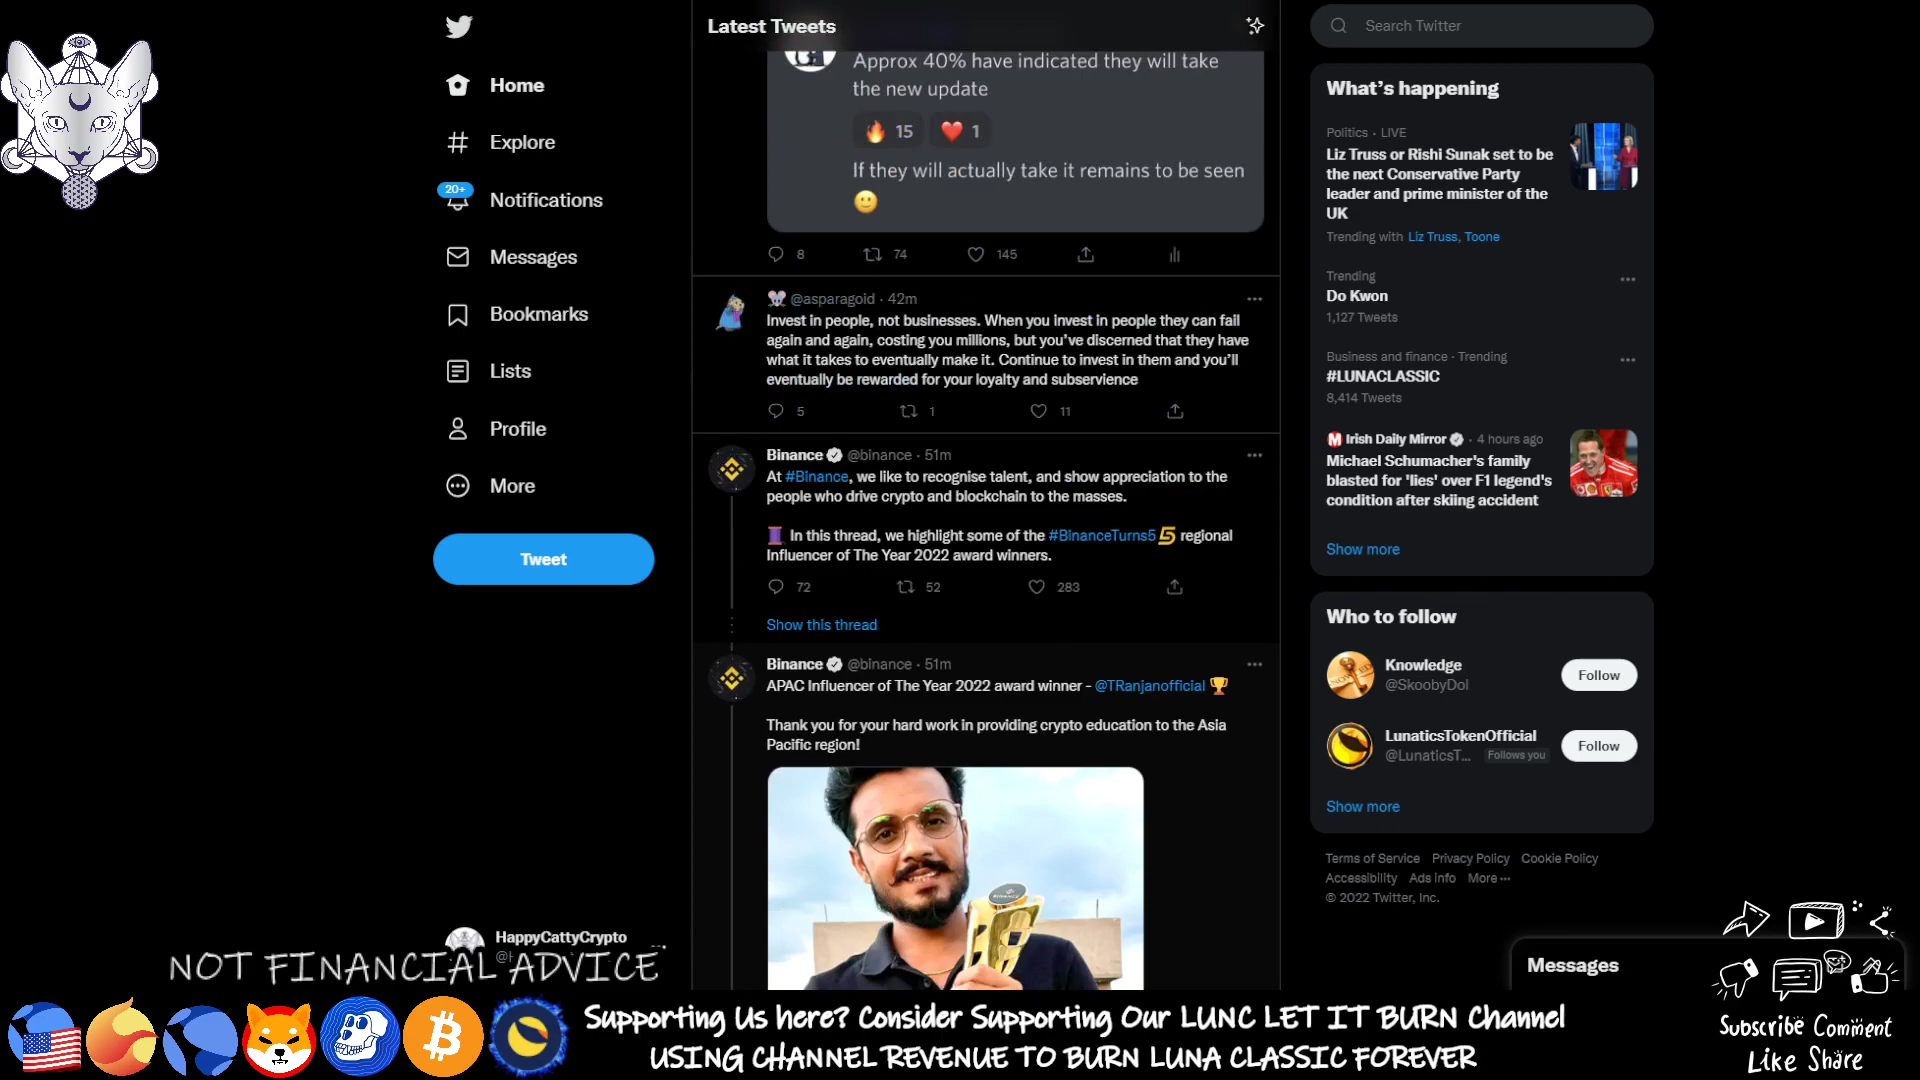 Home
Explore
20+
Notifications
Messages
Bookmarks
Lists
Profile
More
Tweet
HappyCattyCrypto
Latest Tweets
Approx 40% have indicated they will take
the new update
15
1
If they will actually take it remains to be seen
8
74
145
@asparagoid · 42m
Invest in people, not businesses. When you invest in people they can fail
again and again, costing you millions, but you've discerned that they have
what it takes to eventually make it. Continue to invest in them and you'll
eventually be rewarded for your loyalty and subservience
5
1
11
Binance @binance · 51m
At #Binance, we like to recognise talent, and show appreciation to the
people who drive crypto and blockchain to the masses.
In this thread, we highlight some of the #BinanceTurns5 regional
Influencer of The Year 2022 award winners.
72
52
283
Show this thread
Binance @binance · 51m
APAC Influencer of The Year 2022 award winner - @TRanjanofficial
Thank you for your hard work in providing crypto education to the Asia
Pacific region!
Search Twitter
What's happening
Politics · LIVE
Liz Truss or Rishi Sunak set to be
the next Conservative Party
leader and prime minister of the
UK
Trending with Liz Truss, Toone
Trending
Do Kwon
1,127 Tweets
Business and finance · Trending
#LUNACLASSIC
8,414 Tweets
Irish Daily Mirror · 4 hours ago
Michael Schumacher's family
blasted for 'lies' over F1 legend's
condition after skiing accident
Show more
Who to follow
Knowledge
@SkoobyDol
Follow
LunaticsTokenOfficial
@LunaticsT... Follows you
Follow
Show more
Terms of Service Privacy Policy Cookie Policy
Accessibility Ads info More ···
© 2022 Twitter, Inc.
Messages
NOT FINANCIAL ADVICE
Supporting Us here? Consider Supporting Our LUNC LET IT BURN Channel
USING CHANNEL REVENUE TO BURN LUNA CLASSIC FOREVER
Subscribe Comment
Like Share